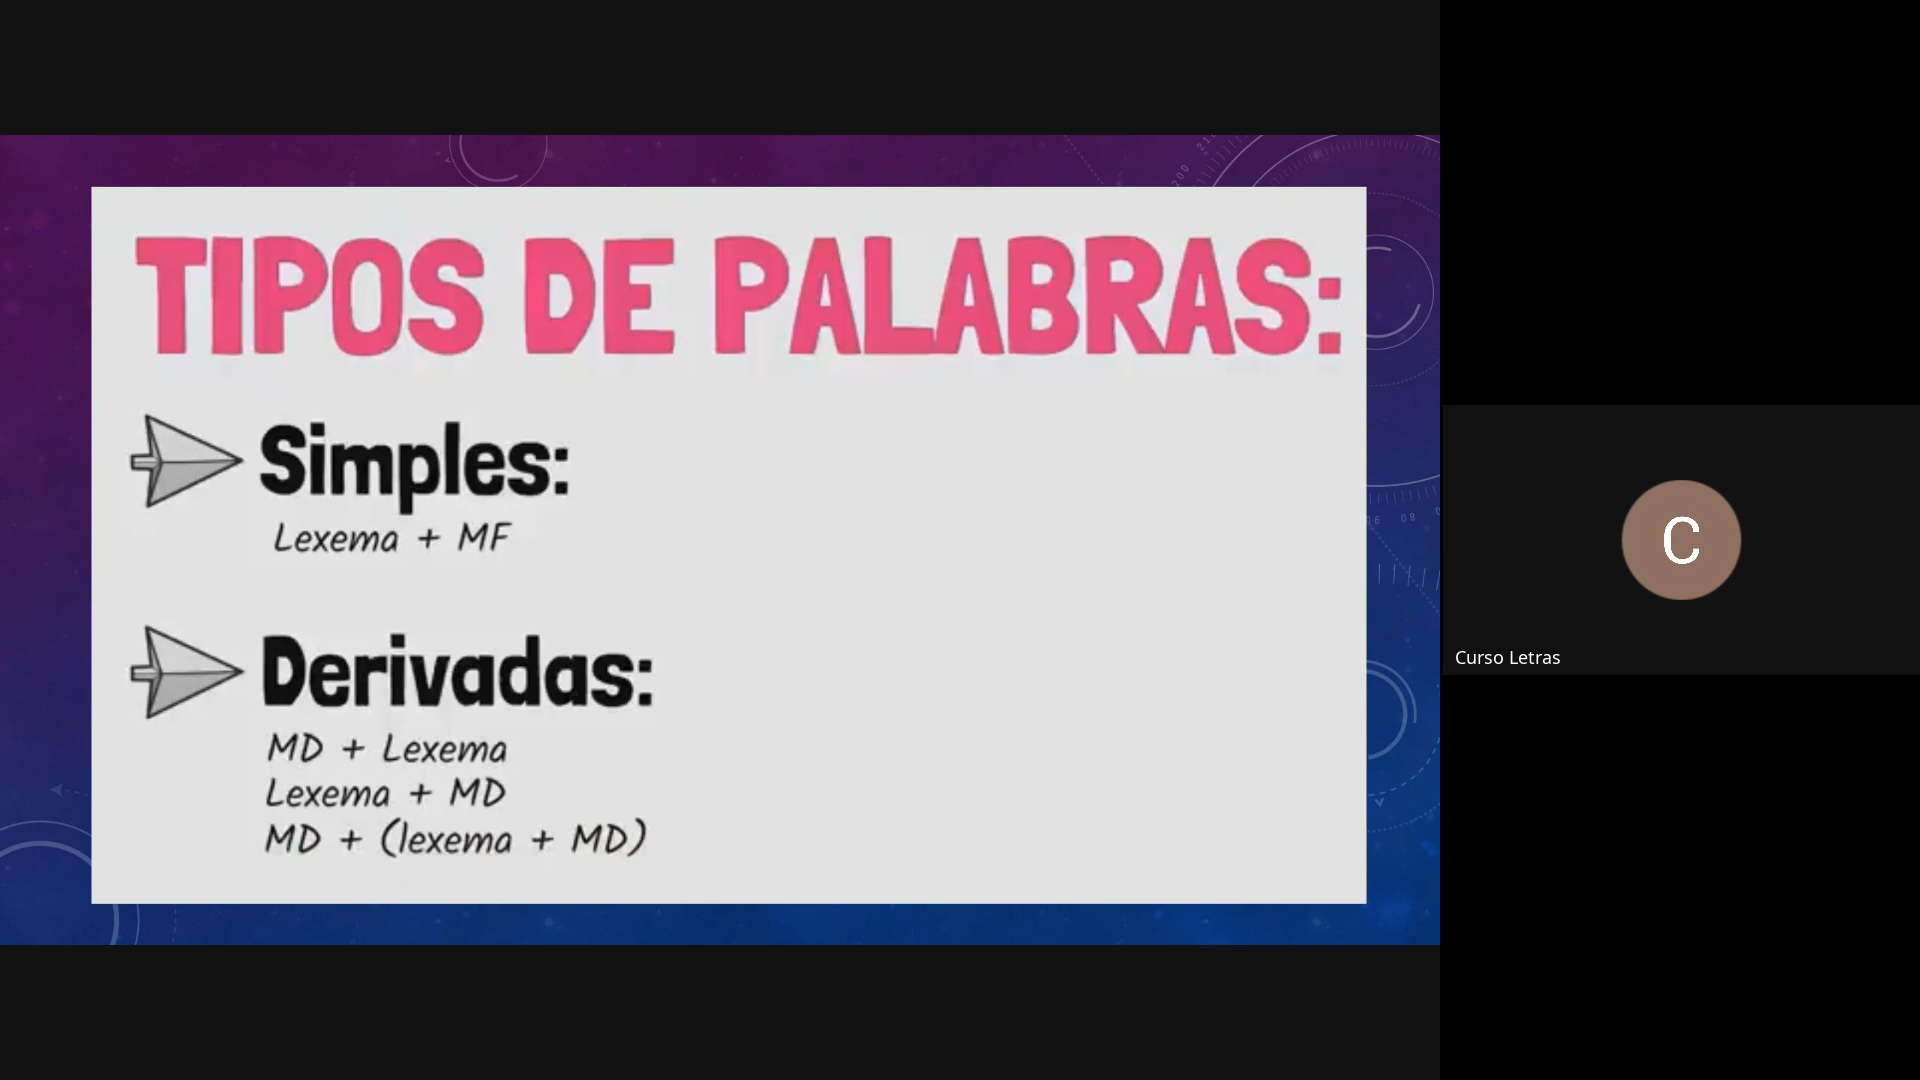 TIPOS DE PALABRAS:
Simples:
Lexema + MF
Derivadas:
MD + Lexema
Lexema + MD
MD + (lexema + MD)
C
Curso Letras